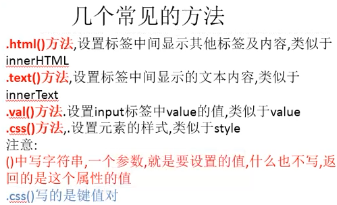 几个常见的方法
.html()方法,设置标签中间显示其他标签及内容,类似于
innerHTML
.text()方法,设置标签中间显示的文本内容,类似于
innerText
.val()方法.设置input标签中value的值,类似于value
.css()方法,.设置元素的样式,类似于style
注意:
()中写字符串,一个参数,就是要设置的值,什么也不写,返
回的是这个属性的值
.css()写的是键值对